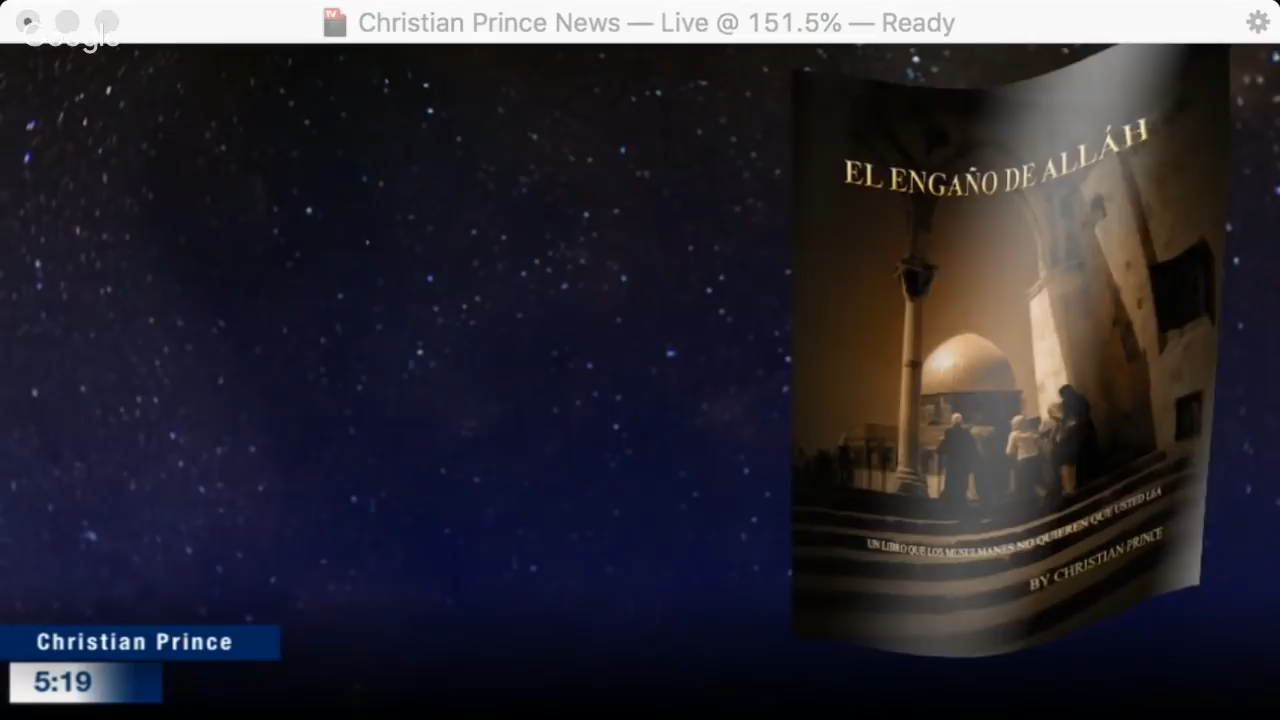 Christian Prince News — Live @ 151.5% — Ready
Google
EL ENGAÑO DE ALLÁH
UN LIBRO QUE LOS MUSULMANES NO QUIEREN QUE USTED LEA
BY CHRISTIAN PRINCE
Christian Prince
5:19